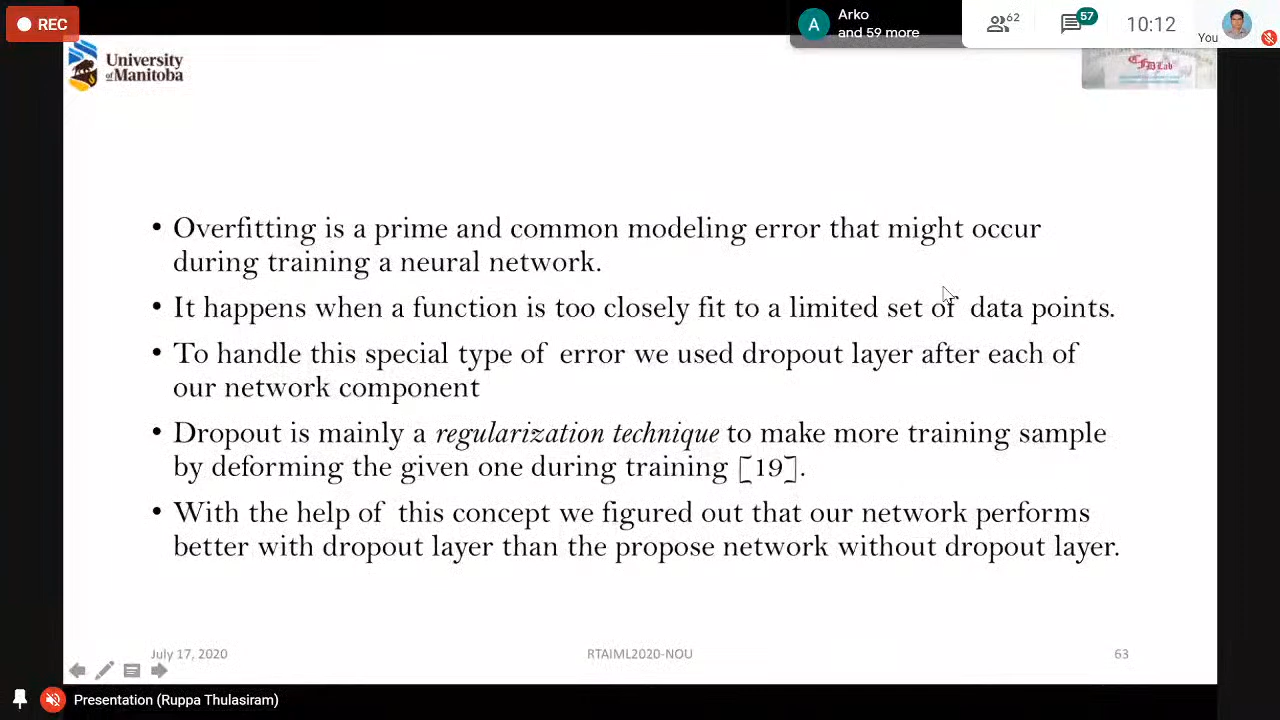 REC
A
Arko
and 59 more
62
57
10:12
You
University
of Manitoba
CFD Lab
• Overfitting is a prime and common modeling error that might occur
during training a neural network.
• It happens when a function is too closely fit to a limited set of data points.
• To handle this special type of error we used dropout layer after each of
our network component
• Dropout is mainly a regularization technique to make more training sample
by deforming the given one during training [19].
• With the help of this concept we figured out that our network performs
better with dropout layer than the propose network without dropout layer.
July 17, 2020
RTAIML2020-NOU
63
Presentation (Ruppa Thulasiram)